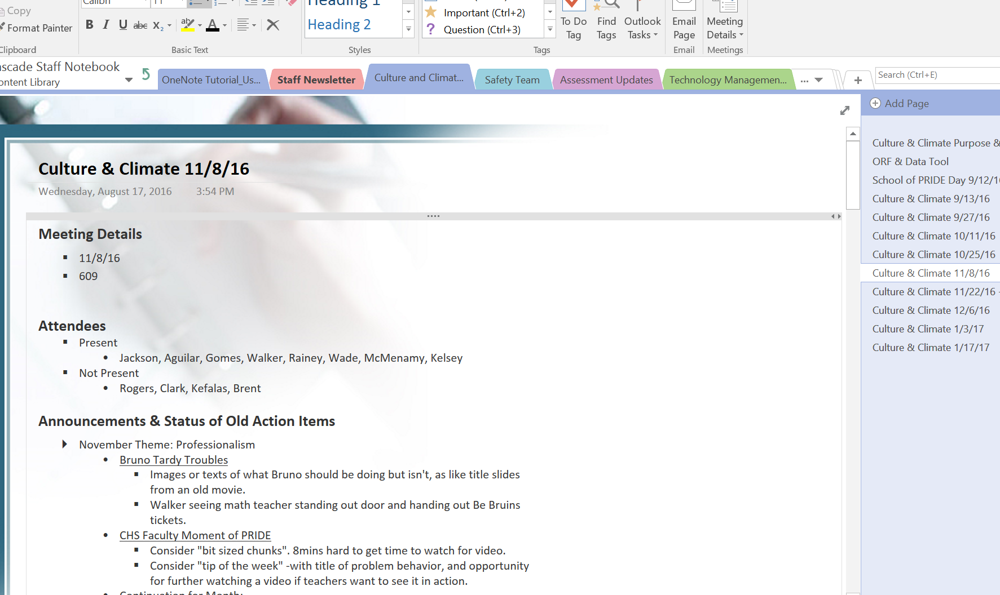 Copy
Format Painter
Clipboard
Calibri
11
B I U abc X2 ab A
Basic Text
Heading 1
Heading 2
Styles
Important (Ctrl+2)
? Question (Ctrl+3)
Tags
To Do
Tag
Find
Tags
Outlook
Tasks
Email
Page
Email
Meeting
Details
Meetings
ascade Staff Notebook
ontent Library
OneNote Tutorial_Us...
Staff Newsletter
Culture and Climat...
Safety Team
Assessment Updates
Technology Managemen...
...
Search (Ctrl+E)
Culture & Climate 11/8/16
Wednesday, August 17, 2016 3:54 PM
Meeting Details
11/8/16
609
Attendees
Present
Jackson, Aguilar, Gomes, Walker, Rainey, Wade, McMenamy, Kelsey
Not Present
Rogers, Clark, Kefalas, Brent
Announcements & Status of Old Action Items
November Theme: Professionalism
Bruno Tardy Troubles
Images or texts of what Bruno should be doing but isn't, as like title slides
from an old movie.
Walker seeing math teacher standing out door and handing out Be Bruins
tickets.
CHS Faculty Moment of PRIDE
Consider "bit sized chunks". 8mins hard to get time to watch for video.
Consider "tip of the week" -with title of problem behavior, and opportunity
for further watching a video if teachers want to see it in action.
Continuation for Month:
Add Page
Culture & Climate Purpose &
ORF & Data Tool
School of PRIDE Day 9/12/16
Culture & Climate 9/13/16
Culture & Climate 9/27/16
Culture & Climate 10/11/16
Culture & Climate 10/25/16
Culture & Climate 11/8/16
Culture & Climate 11/22/16 -
Culture & Climate 12/6/16
Culture & Climate 1/3/17
Culture & Climate 1/17/17